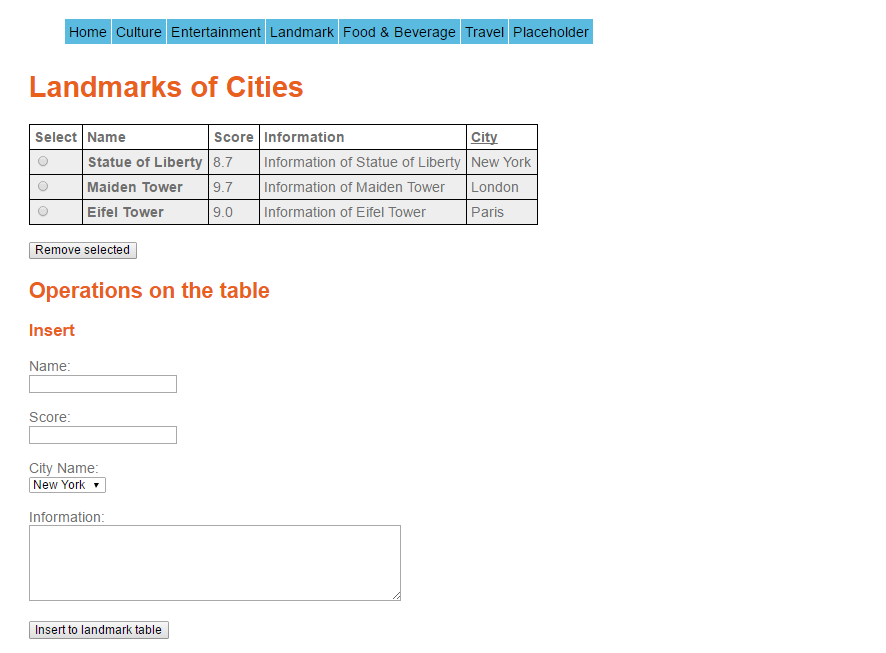 Home Culture Entertainment Landmark Food & Beverage Travel Placeholder
Landmarks of Cities
Select Name Score Information City
Statue of Liberty 8.7 Information of Statue of Liberty New York
Maiden Tower 9.7 Information of Maiden Tower London
Eifel Tower 9.0 Information of Eifel Tower Paris
Remove selected
Operations on the table
Insert
Name:
Score:
City Name:
New York
Information:
Insert to landmark table